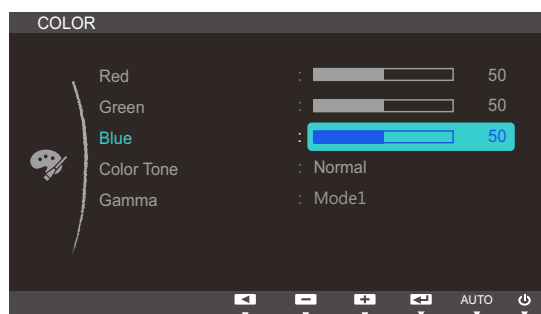 COLOR
Red : 50
Green : 50
Blue : 50
Color Tone : Normal
Gamma : Mode1
AUTO